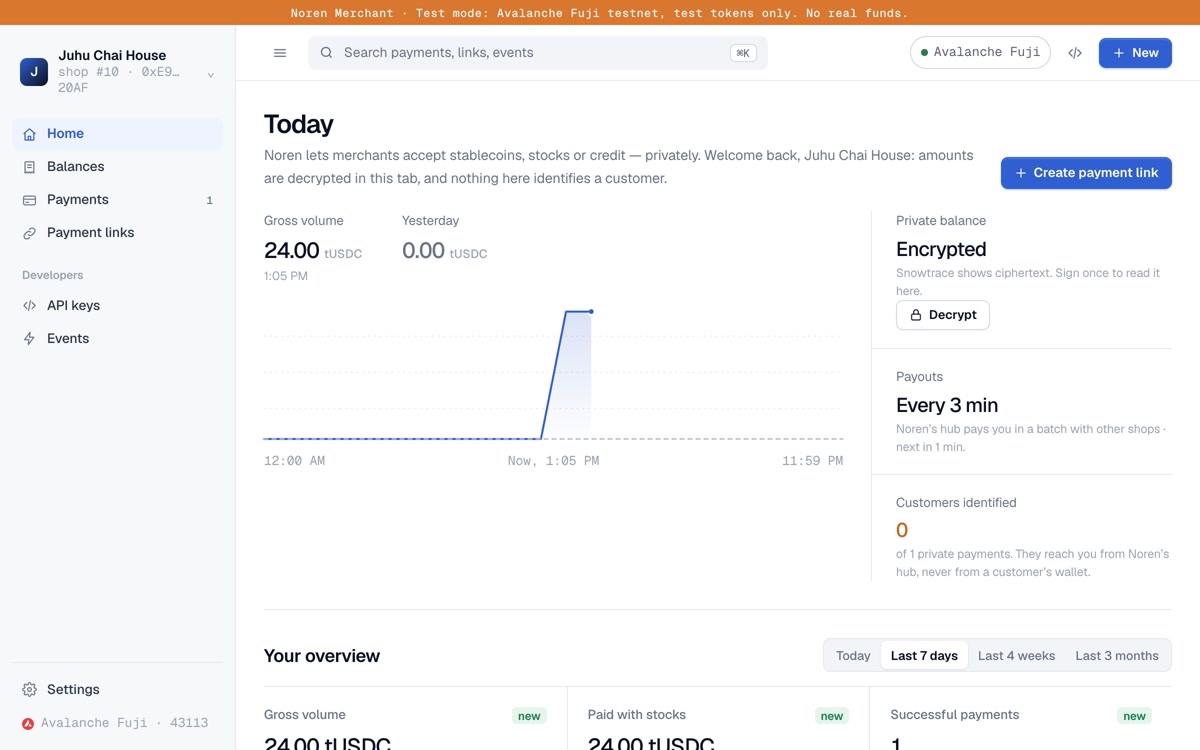 Noren Merchant · Test mode: Avalanche Fuji testnet, test tokens only. No real funds.
J
Juhu Chai House
shop #10 · 0xE9…
20AF
Home
Balances
Payments 1
Payment links
Developers
API keys
Events
Settings
Avalanche Fuji · 43113
Search payments, links, events ⌘K
Avalanche Fuji
+ New
Today
Noren lets merchants accept stablecoins, stocks or credit — privately. Welcome back, Juhu Chai House: amounts
are decrypted in this tab, and nothing here identifies a customer.
+ Create payment link
Gross volume
24.00 tUSDC
1:05 PM
Yesterday
0.00 tUSDC
12:00 AM
Now, 1:05 PM
11:59 PM
Private balance
Encrypted
Snowtrace shows ciphertext. Sign once to read it
here.
Decrypt
Payouts
Every 3 min
Noren's hub pays you in a batch with other shops ·
next in 1 min.
Customers identified
0
of 1 private payments. They reach you from Noren's
hub, never from a customer's wallet.
Your overview
Today
Last 7 days
Last 4 weeks
Last 3 months
Gross volume new
24.00 tUSDC
Paid with stocks new
24.00 tUSDC
Successful payments new
1